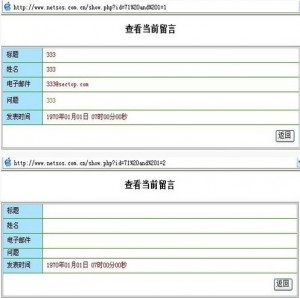 http://www.netsos.com.cn/show.php?id=71%20and%201=1
查看当前留言
标题 333
姓名 333
电子邮件 333@sectop.com
问题 333
发表时间 1970年01月01日 07时00分00秒
返回
http://www.netsos.com.cn/show.php?id=71%20and%201=2
查看当前留言
标题
姓名
电子邮件
问题
发表时间 1970年01月01日 07时00分00秒
返回